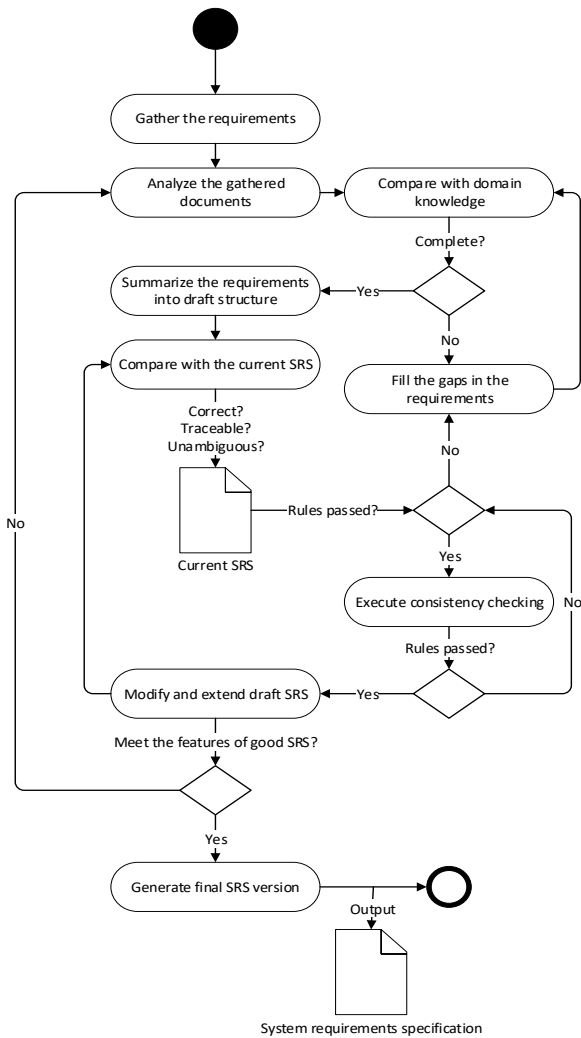 Gather the requirements
Analyze the gathered
documents
Compare with domain
knowledge
Complete?
Summarize the requirements
into draft structure
Yes
No
Compare with the current SRS
Fill the gaps in the
requirements
Correct?
Traceable?
Unambiguous?
No
Rules passed?
No
Yes
Current SRS
Execute consistency checking
No
Rules passed?
Modify and extend draft SRS
Yes
Meet the features of good SRS?
Yes
Generate final SRS version
Output
System requirements specification